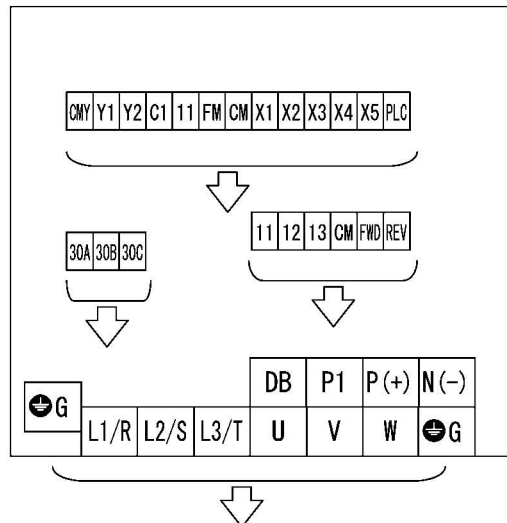 CMY Y1 Y2 C1 11 FM CM X1 X2 X3 X4 X5 PLC
11 12 13 CM FWD REV
30A 30B 30C
DB P1 P(+) N(-)
G
L1/R L2/S L3/T U V W G